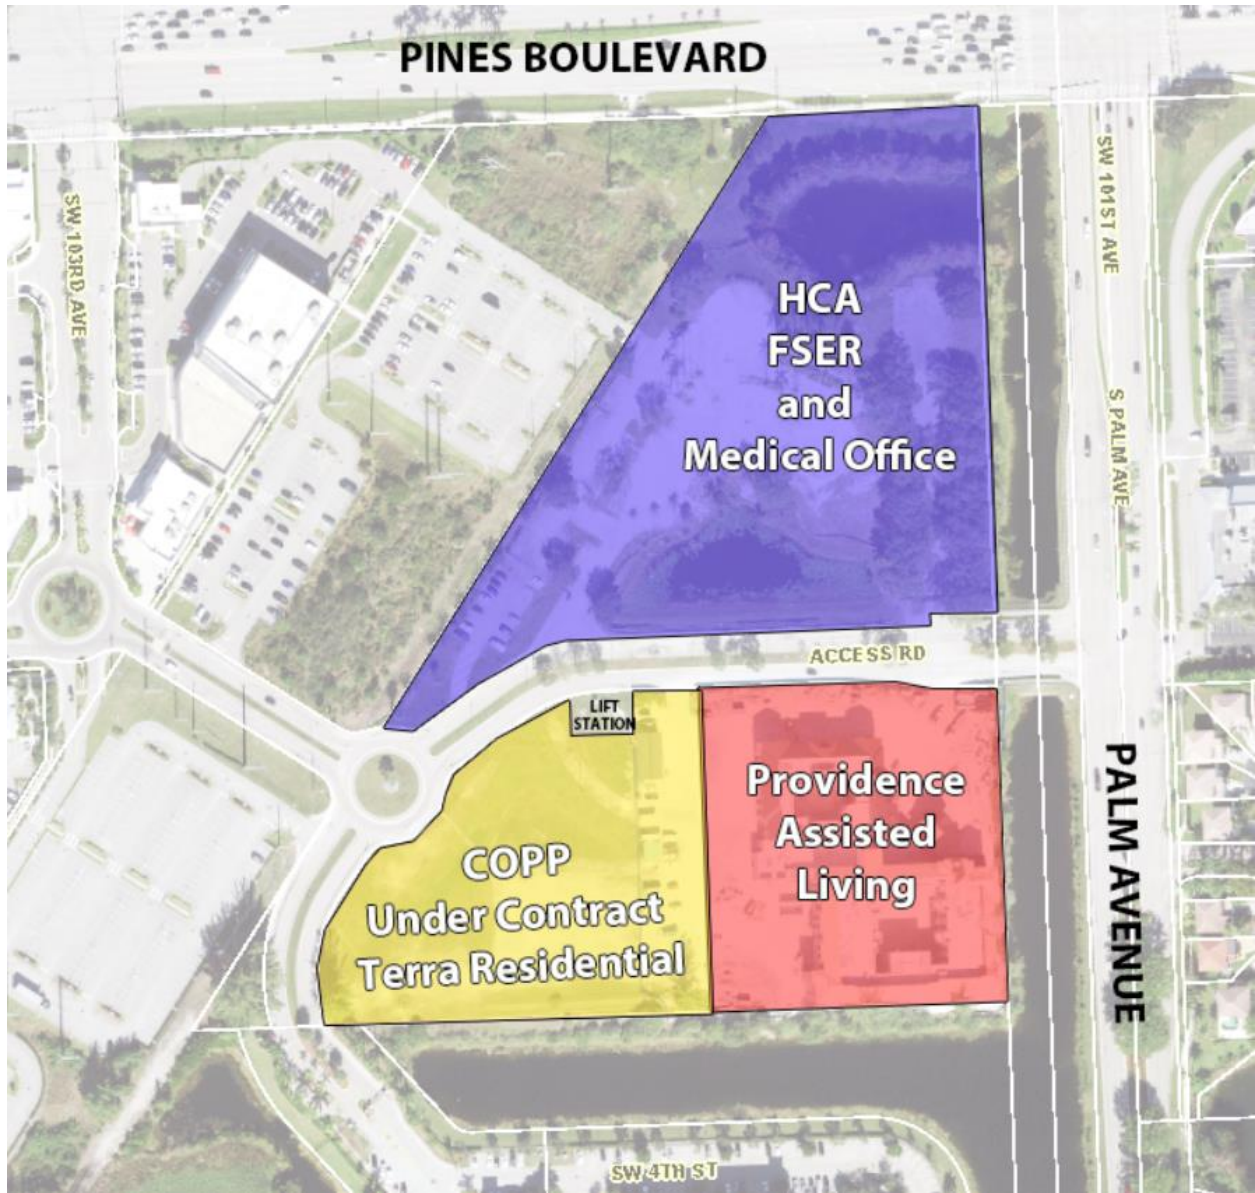 PINES BOULEVARD
SW 103RD AVE
SW 101ST AVE
HCA
FSER
and
Medical Office
S PALM AVE
ACCESS RD
LIFT
STATION
Providence
Assisted
Living
COPP
Under Contract
Terra Residential
PALM AVENUE
SW 4TH ST